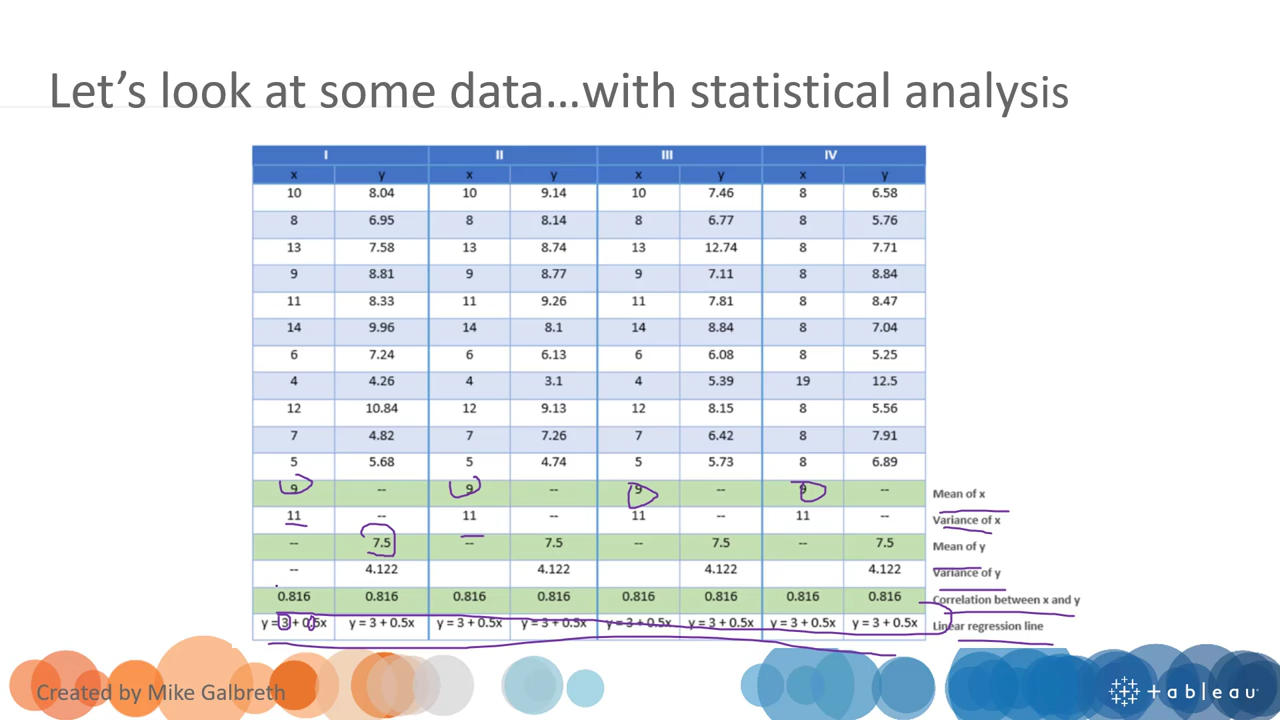 Let's look at some data...with statistical analysis
I II III IV
x y x y x y x y
10 8.04 10 9.14 10 7.46 8 6.58
8 6.95 8 8.14 8 6.77 8 5.76
13 7.58 13 8.74 13 12.74 8 7.71
9 8.81 9 8.77 9 7.11 8 8.84
11 8.33 11 9.26 11 7.81 8 8.47
14 9.96 14 8.1 14 8.84 8 7.04
6 7.24 6 6.13 6 6.08 8 5.25
4 4.26 4 3.1 4 5.39 19 12.5
12 10.84 12 9.13 12 8.15 8 5.56
7 4.82 7 7.26 7 6.42 8 7.91
5 5.68 5 4.74 5 5.73 8 6.89
9 -- 9 -- 9 -- 9 -- Mean of x
11 -- 11 -- 11 -- 11 -- Variance of x
-- 7.5 -- 7.5 -- 7.5 -- 7.5 Mean of y
-- 4.122 4.122 4.122 4.122 Variance of y
0.816 0.816 0.816 0.816 0.816 0.816 0.816 0.816 Correlation between x and y
y = 3 + 0.5x y = 3 + 0.5x y = 3 + 0.5x y = 3 + 0.5x y = 3 + 0.5x y = 3 + 0.5x y = 3 + 0.5x y = 3 + 0.5x Linear regression line
Created by Mike Galbreth
tableau